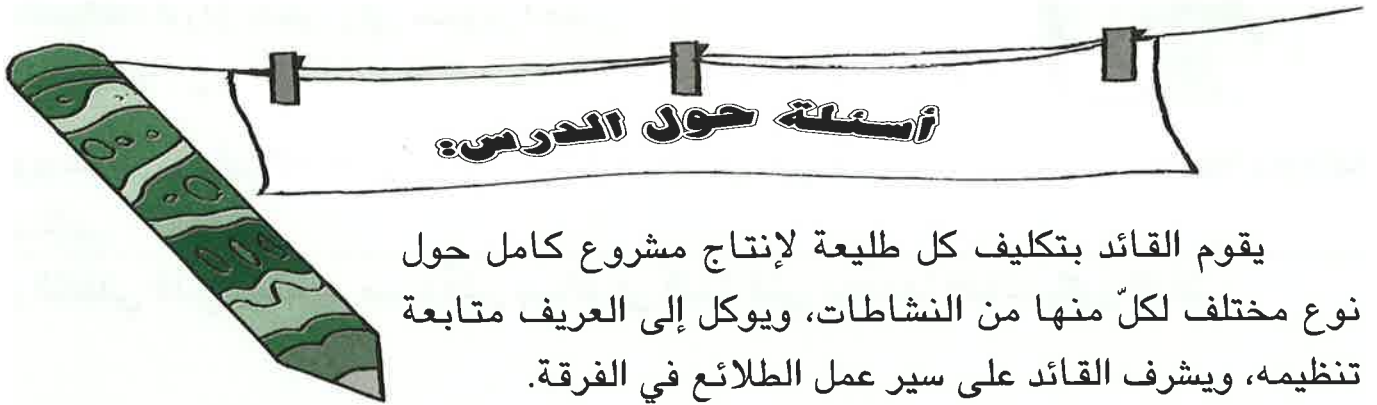 أسئلة حول الدرس:
يقوم القائد بتكليف كل طليعة لإنتاج مشروع كامل حول
نوع مختلف لكلّ منها من النشاطات، ويوكل إلى العريف متابعة
تنظيمه، ويشرف القائد على سير عمل الطلائع في الفرقة.